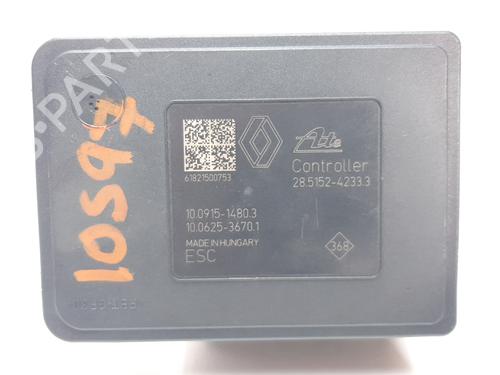 10S97
Ate
Controller
28.5152-4233.3
61821500753
10.0915-1480.3
10.0625-3670.1
MADE IN HUNGARY
ESC
368